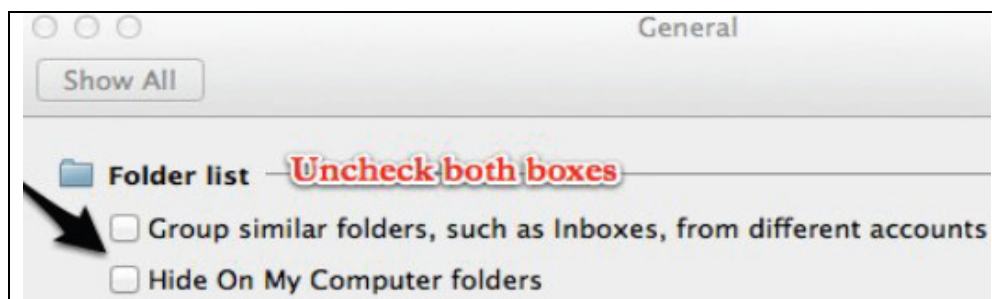 General
Show All
Folder list Uncheck both boxes
Group similar folders, such as Inboxes, from different accounts
Hide On My Computer folders